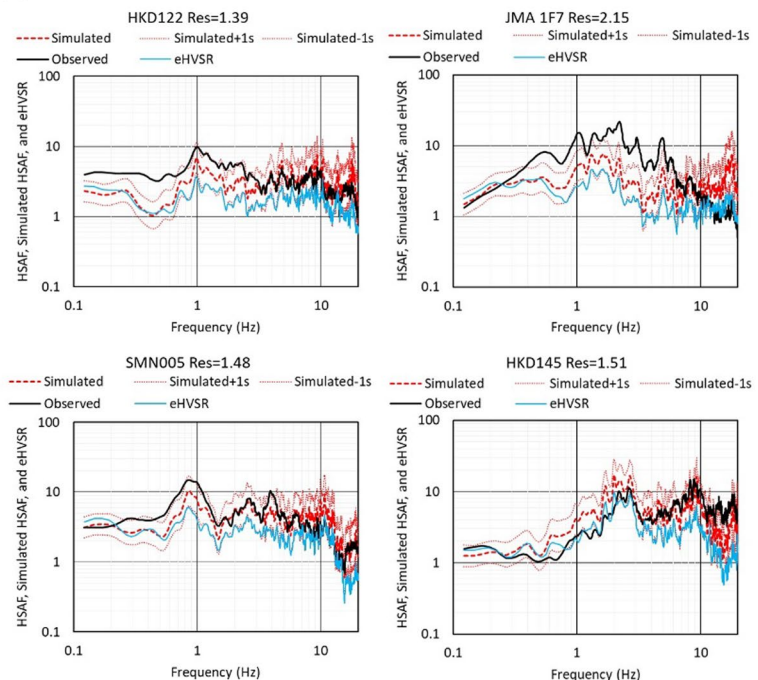 HKD122 Res=1.39
Simulated Simulated+1s Simulated-1s
Observed eHVSR
HSAF, Simulated HSAF, and eHVSR
100
10
1
0.1
0.1 1 10
Frequency (Hz)
JMA 1F7 Res=2.15
Simulated Simulated+1s Simulated-1s
Observed eHVSR
HSAF, Simulated HSAF, and eHVSR
100
10
1
0.1
0.1 1 10
Frequency (Hz)
SMN005 Res=1.48
Simulated Simulated+1s Simulated-1s
Observed eHVSR
HSAF, Simulated HSAF, and eHVSR
100
10
1
0.1
0.1 1 10
Frequency (Hz)
HKD145 Res=1.51
Simulated Simulated+1s Simulated-1s
Observed eHVSR
HSAF, Simulated HSAF, and eHVSR
100
10
1
0.1
0.1 1 10
Frequency (Hz)